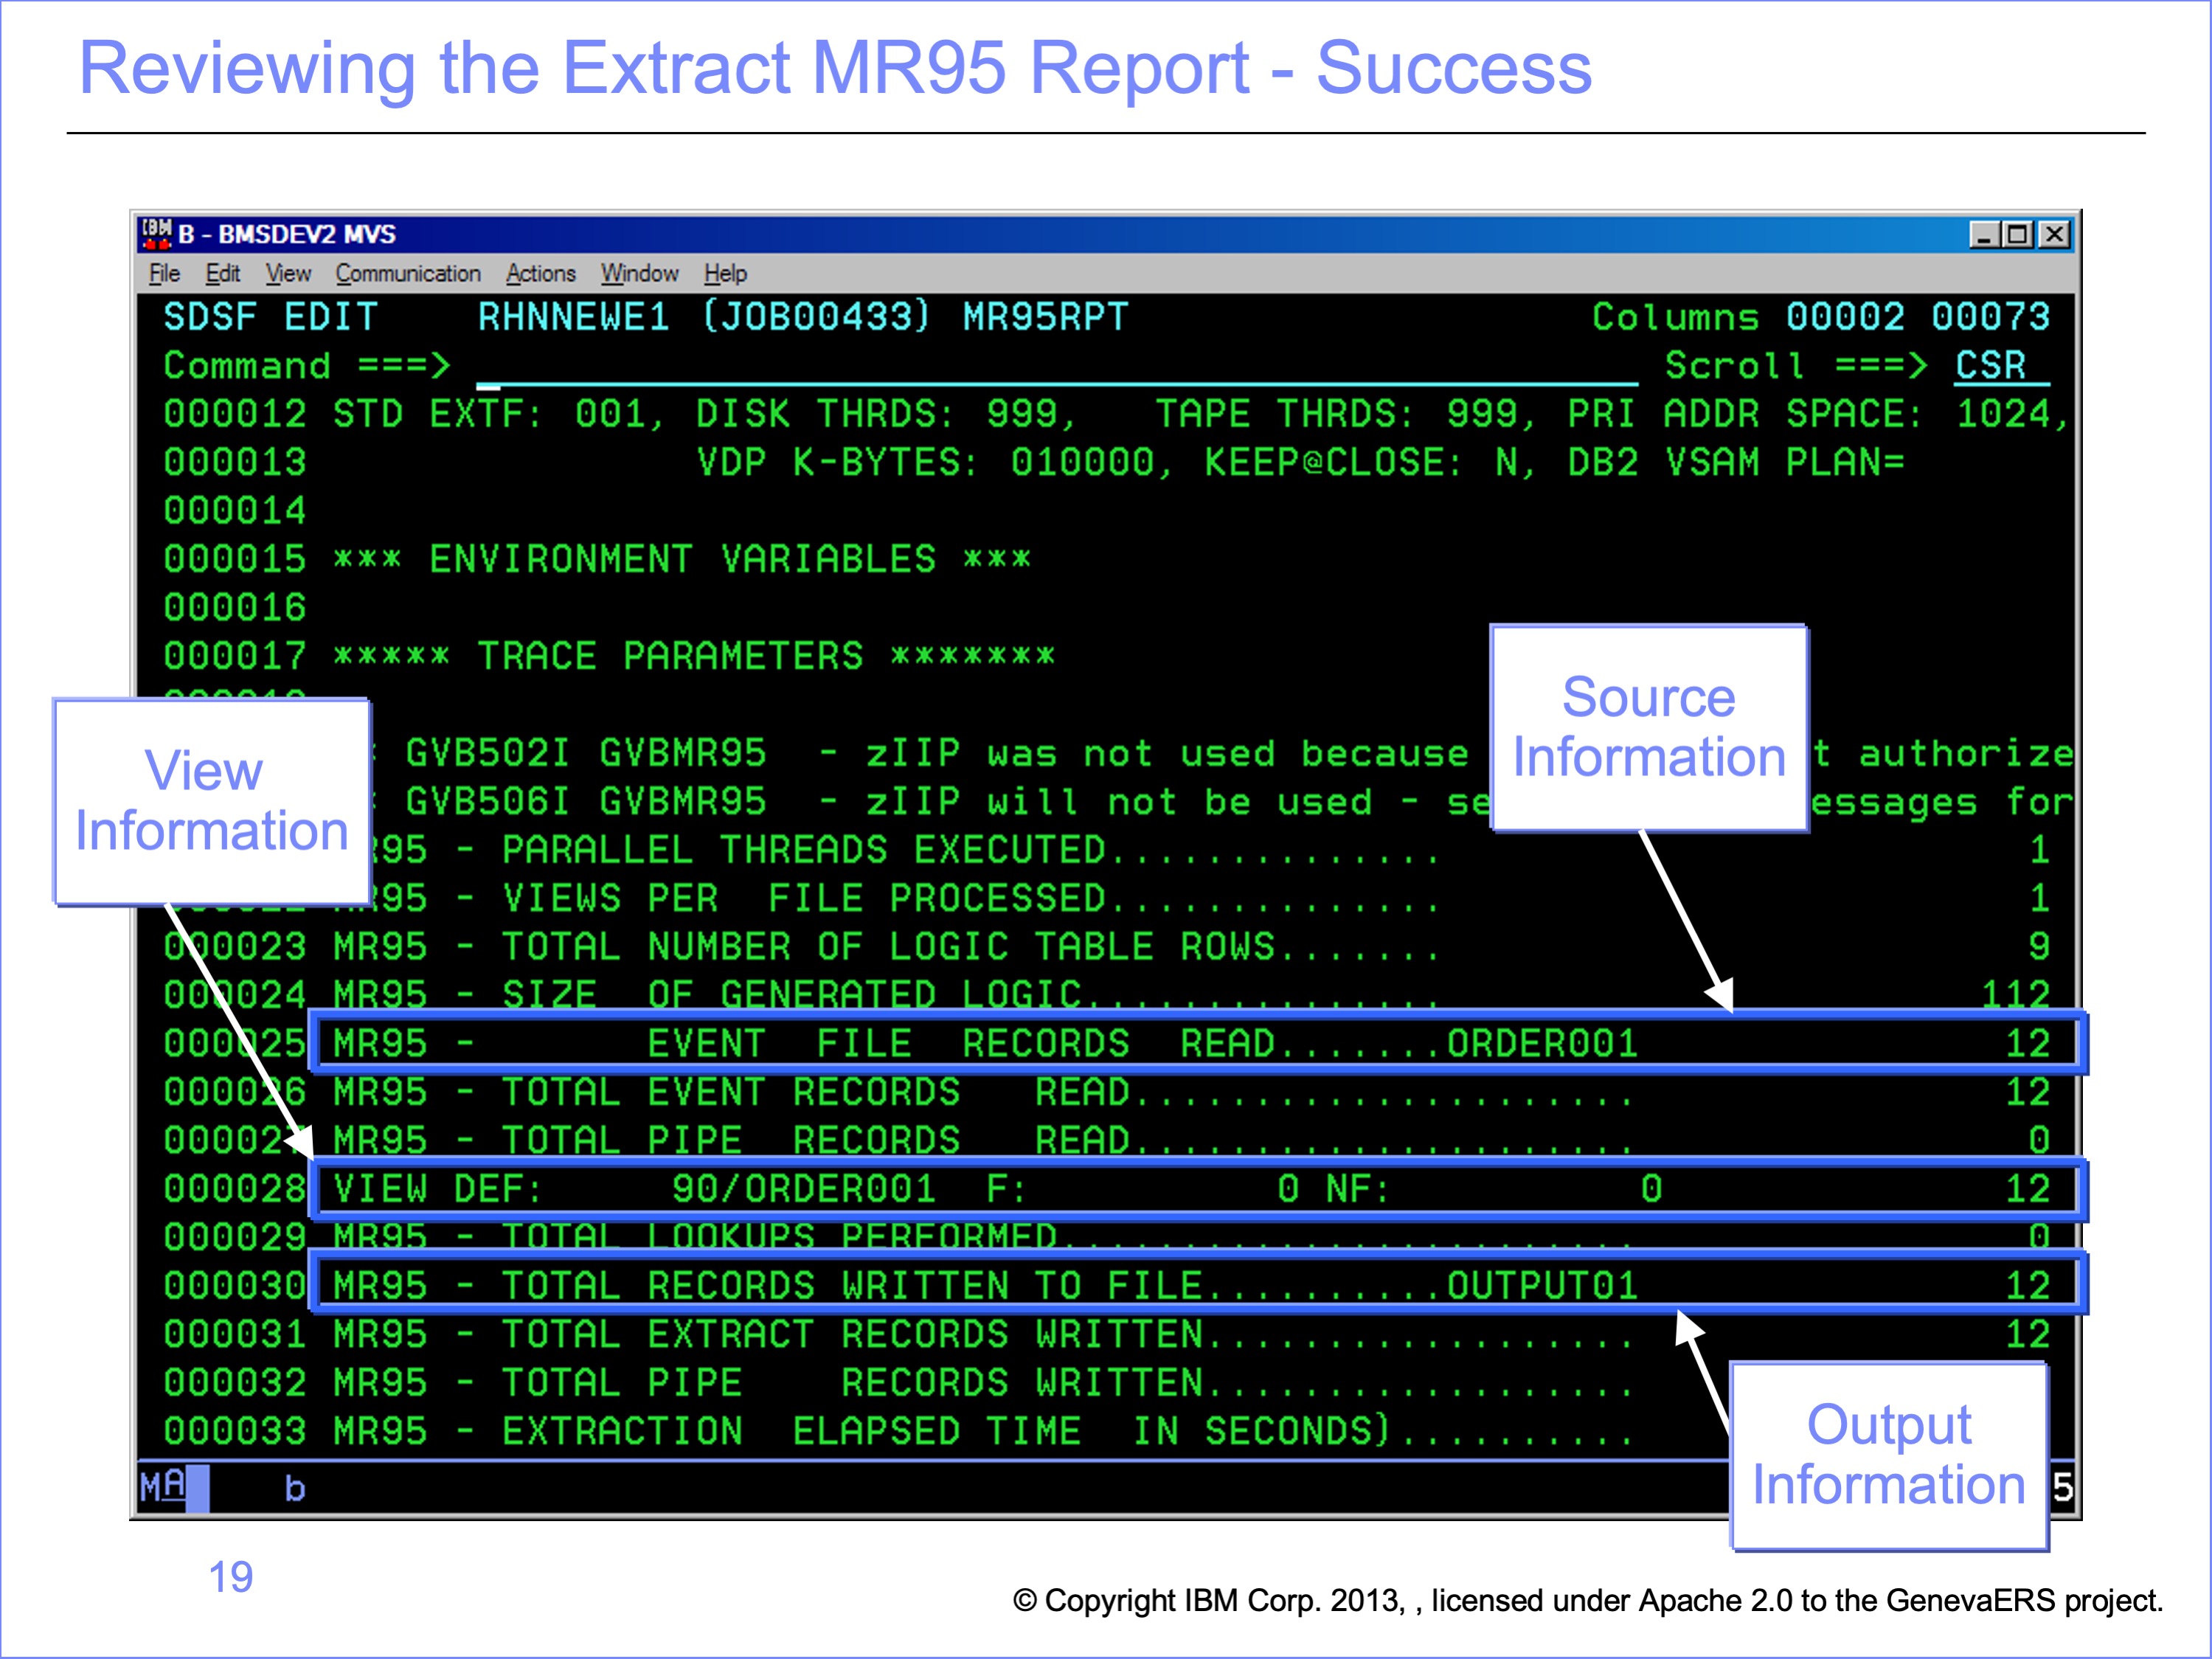 Reviewing the Extract MR95 Report - Success
IBM B - BMSDEV2 MVS
File Edit View Communication Actions Window Help
SDSF EDIT RHNNEWE1 (JOB00433) MR95RPT Columns 00002 00073
Command ===> Scroll ===> CSR
000012 STD EXTF: 001, DISK THRDS: 999, TAPE THRDS: 999, PRI ADDR SPACE: 1024,
000013 VDP K-BYTES: 010000, KEEP@CLOSE: N, DB2 VSAM PLAN=
000014
000015 *** ENVIRONMENT VARIABLES ***
000016
000017 ***** TRACE PARAMETERS *******
GVB502I GVBMR95 - zIIP was not used because t authorize
GVB506I GVBMR95 - zIIP will not be used - se essages for
R95 - PARALLEL THREADS EXECUTED.............. 1
R95 - VIEWS PER FILE PROCESSED.............. 1
000023 MR95 - TOTAL NUMBER OF LOGIC TABLE ROWS....... 9
000024 MR95 - SIZE OF GENERATED LOGIC............... 112
000025 MR95 - EVENT FILE RECORDS READ.......ORDER001 12
000026 MR95 - TOTAL EVENT RECORDS READ..................... 12
000027 MR95 - TOTAL PIPE RECORDS READ..................... 0
000028 VIEW DEF: 90/ORDER001 F: 0 NF: 0 12
000029 MR95 - TOTAL LOOKUPS PERFORMED........................ 0
000030 MR95 - TOTAL RECORDS WRITTEN TO FILE..........OUTPUT01 12
000031 MR95 - TOTAL EXTRACT RECORDS WRITTEN.................. 12
000032 MR95 - TOTAL PIPE RECORDS WRITTEN..................
000033 MR95 - EXTRACTION ELAPSED TIME IN SECONDS)..........
MA b 5
View
Information
Source
Information
Output
Information
19
© Copyright IBM Corp. 2013, , licensed under Apache 2.0 to the GenevaERS project.